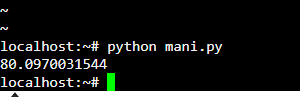 ~
~
localhost:~# python mani.py
80.0970031544
localhost:~#